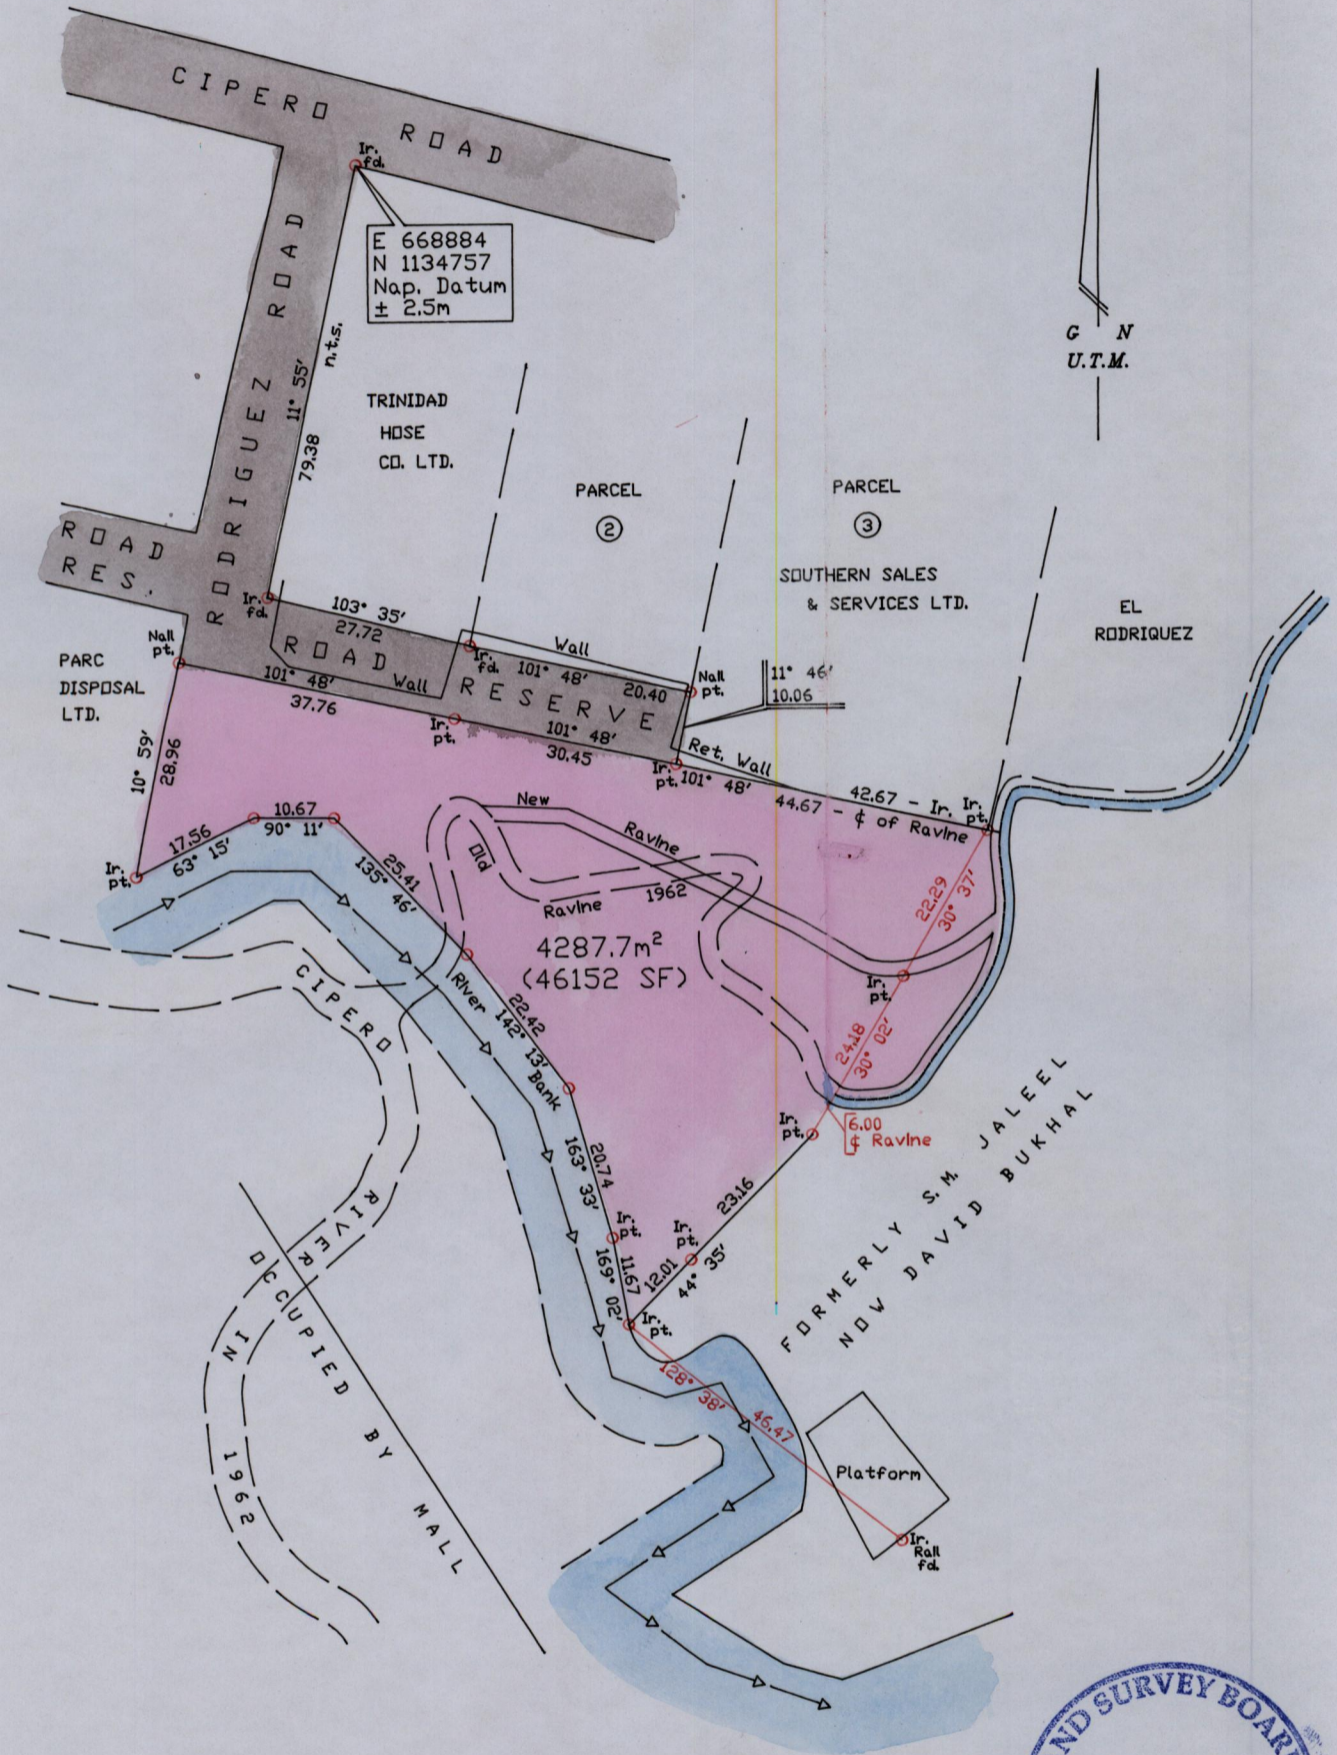 CIPERO ROAD
Ir.
fd.
E 668884
N 1134757
Nap. Datum
± 2.5m
G N
U.T.M.
RODRIGUEZ ROAD
11° 55'
79.38
n.t.s.
TRINIDAD
HOSE
CO. LTD.
PARCEL
2
PARCEL
3
SOUTHERN SALES
& SERVICES LTD.
EL
RODRIQUEZ
ROAD
RES.
Ir.
fd.
103° 35'
27.72
Nail
pt.
PARC
DISPOSAL
LTD.
ROAD
RESERVE
Wall
Wall
Ir.
fd.
101° 48'
20.40
Nail
pt.
11° 46'
10.06
101° 48'
37.76
Ir.
pt.
101° 48'
30.45
Ir.
pt.
Ret. Wall
101° 48'
42.67 - Ir.
44.67 - ₵ of Ravine
Ir.
pt.
10° 59'
28.96
Ir.
pt.
17.56
63° 15'
10.67
90° 11'
25.41
135° 46'
New
Ravine
Old
Ravine
1962
22.29
30° 37'
4287.7m²
(46152 SF)
Ir.
pt.
24.18
30° 02'
6.00
₵ Ravine
River Bank
22.42
142° 13'
CIPERO
RIVER
IN
1962
20.74
163° 33'
Ir.
pt.
11.67
169° 02'
Ir.
pt.
23.16
Ir.
pt.
12.01
44° 35'
Ir.
pt.
FORMERLY S.M. JALEEL
NOW DAVID BUKHAL
OCCUPIED BY MALL
128° 38'
46.47
Platform
Ir.
Rail
fd.
ND SURVEY BOAR